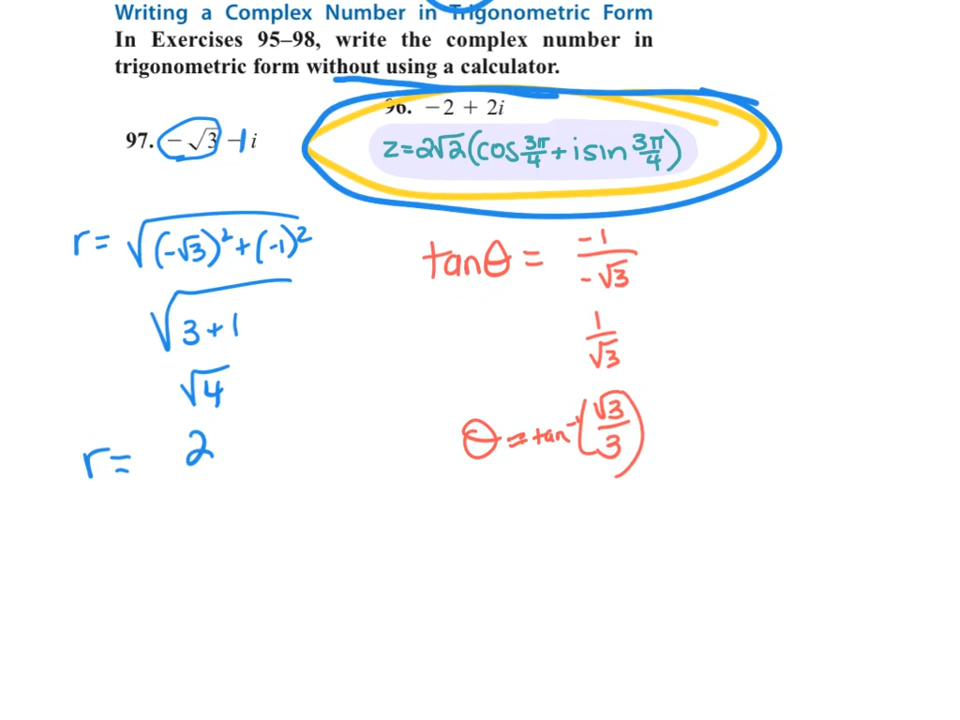 Writing a Complex Number in Trigonometric Form
In Exercises 95–98, write the complex number in
trigonometric form without using a calculator.
96. −2 + 2i
97. −√3 − 1i
z=2√2(cos 3π/4 + i sin 3π/4)
r= √((-√3)²+(-1)²)
√(3+1)
√4
r= 2
tanθ = -1/-√3
1/√3
θ = tan⁻¹(√3/3)